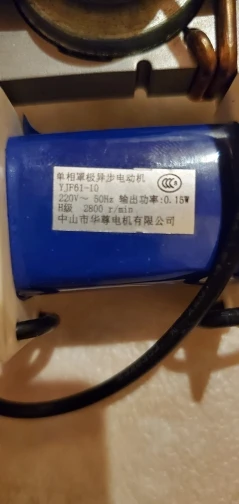 单相罩极异步电动机
YJF61-10
220V～ 50Hz 输出功率:0.15W
H级 2800 r/min
中山市华尊电机有限公司